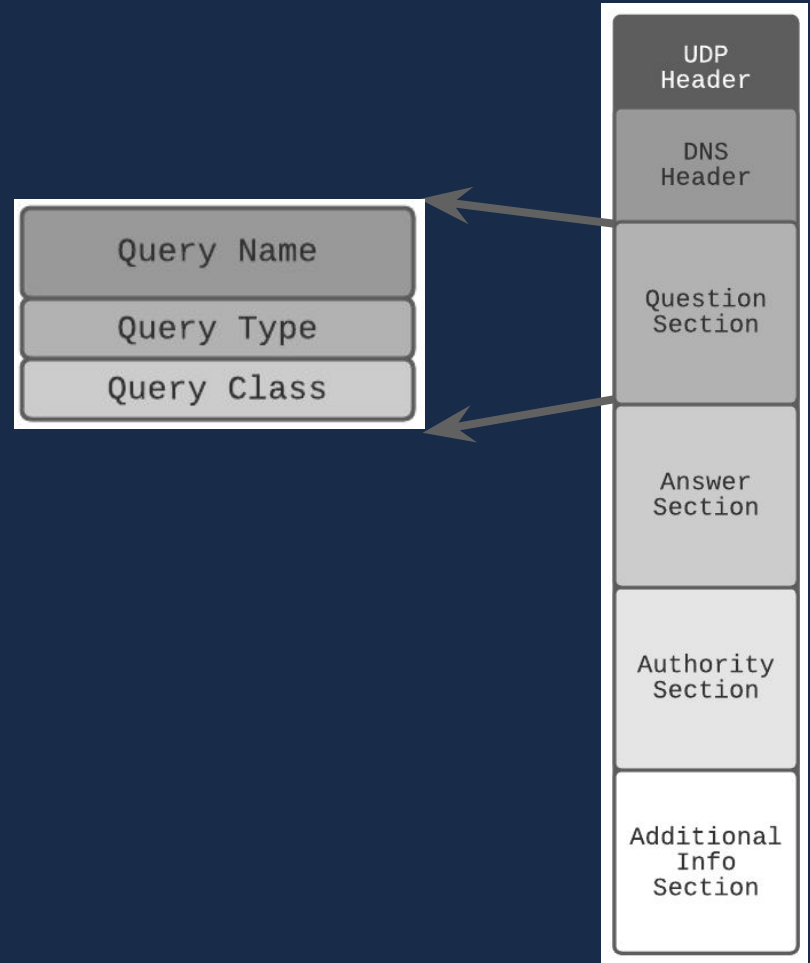 Query Name
Query Type
Query Class
UDP
Header
DNS
Header
Question
Section
Answer
Section
Authority
Section
Additional
Info
Section